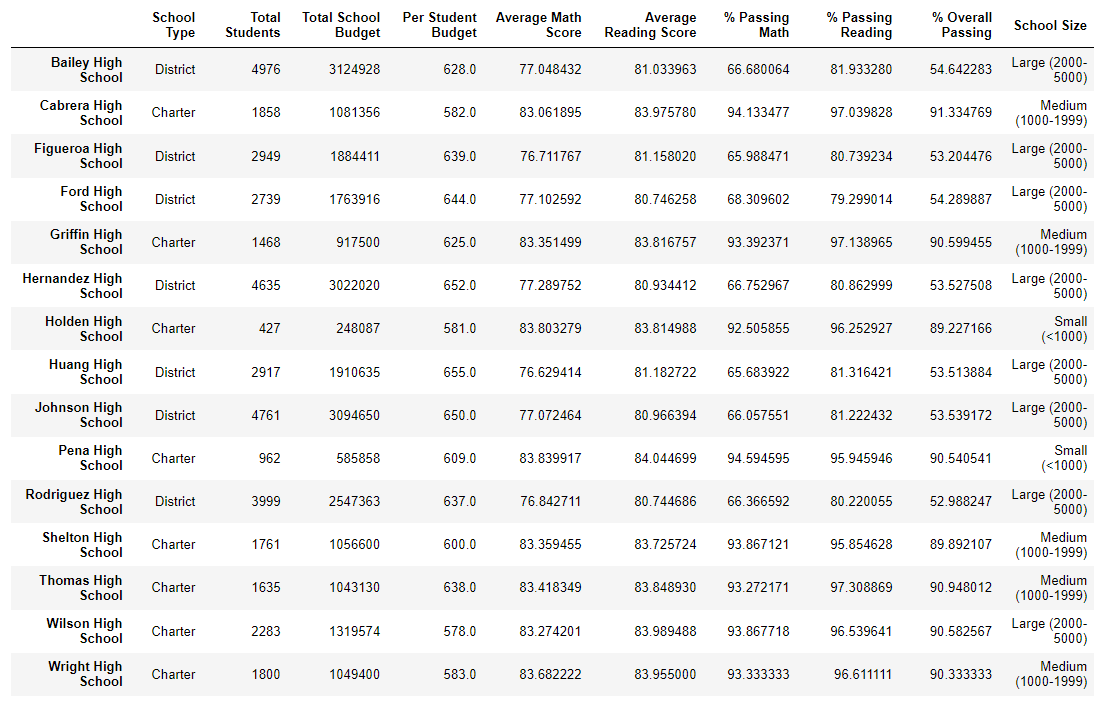 School Type Total Students Total School Budget Per Student Budget Average Math Score Average Reading Score % Passing Math % Passing Reading % Overall Passing School Size
Bailey High School District 4976 3124928 628.0 77.048432 81.033963 66.680064 81.933280 54.642283 Large (2000-5000)
Cabrera High School Charter 1858 1081356 582.0 83.061895 83.975780 94.133477 97.039828 91.334769 Medium (1000-1999)
Figueroa High School District 2949 1884411 639.0 76.711767 81.158020 65.988471 80.739234 53.204476 Large (2000-5000)
Ford High School District 2739 1763916 644.0 77.102592 80.746258 68.309602 79.299014 54.289887 Large (2000-5000)
Griffin High School Charter 1468 917500 625.0 83.351499 83.816757 93.392371 97.138965 90.599455 Medium (1000-1999)
Hernandez High School District 4635 3022020 652.0 77.289752 80.934412 66.752967 80.862999 53.527508 Large (2000-5000)
Holden High School Charter 427 248087 581.0 83.803279 83.814988 92.505855 96.252927 89.227166 Small (<1000)
Huang High School District 2917 1910635 655.0 76.629414 81.182722 65.683922 81.316421 53.513884 Large (2000-5000)
Johnson High School District 4761 3094650 650.0 77.072464 80.966394 66.057551 81.222432 53.539172 Large (2000-5000)
Pena High School Charter 962 585858 609.0 83.839917 84.044699 94.594595 95.945946 90.540541 Small (<1000)
Rodriguez High School District 3999 2547363 637.0 76.842711 80.744686 66.366592 80.220055 52.988247 Large (2000-5000)
Shelton High School Charter 1761 1056600 600.0 83.359455 83.725724 93.867121 95.854628 89.892107 Medium (1000-1999)
Thomas High School Charter 1635 1043130 638.0 83.418349 83.848930 93.272171 97.308869 90.948012 Medium (1000-1999)
Wilson High School Charter 2283 1319574 578.0 83.274201 83.989488 93.867718 96.539641 90.582567 Large (2000-5000)
Wright High School Charter 1800 1049400 583.0 83.682222 83.955000 93.333333 96.611111 90.333333 Medium (1000-1999)